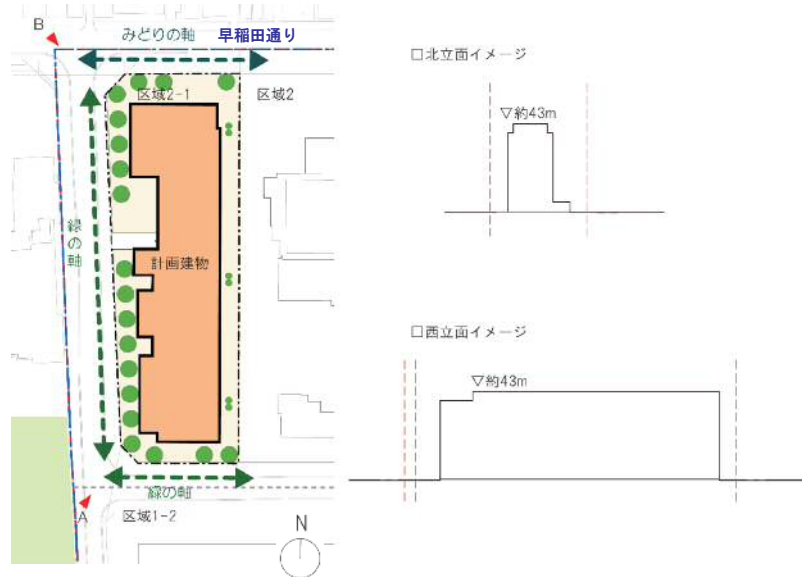 B
みどりの軸 早稲田通り
区域2-1 区域2
緑の軸
計画建物
緑の軸
A 区域1-2
N
□北立面イメージ
▽約43m
□西立面イメージ
▽約43m